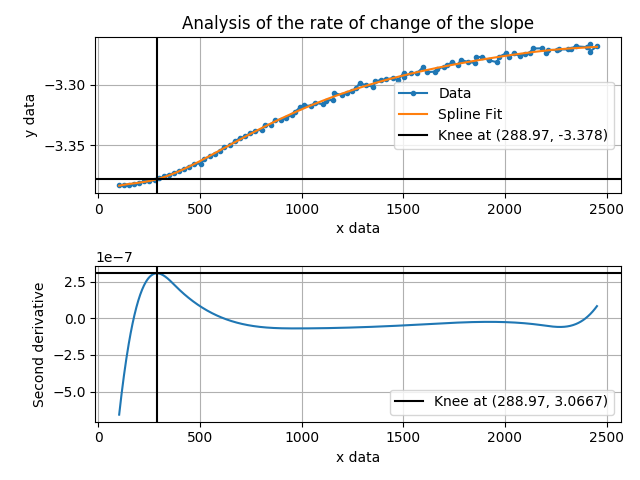 Analysis of the rate of change of the slope
−3.30
−3.35
y data
Data
Spline Fit
Knee at (288.97, -3.378)
0 500 1000 1500 2000 2500
x data
1e−7
2.5
0.0
−2.5
−5.0
Second derivative
Knee at (288.97, 3.0667)
0 500 1000 1500 2000 2500
x data